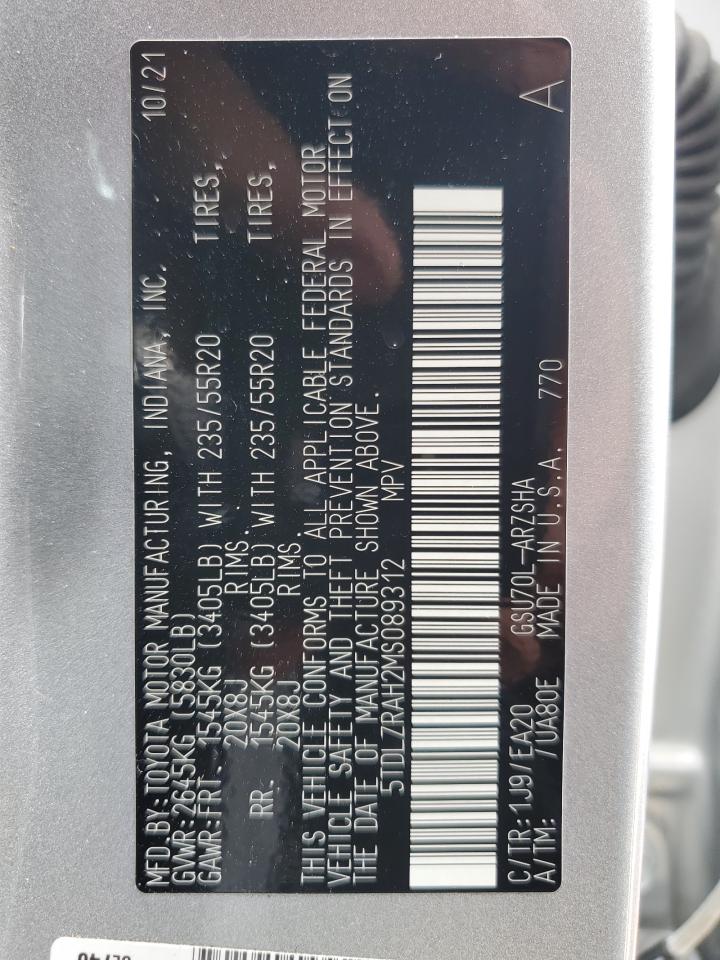 MFD.BY:TOYOTA MOTOR MANUFACTURING, INDIANA, INC. 10/21
GVWR:2645KG (5830LB)
GAWR:FRT. 1545KG (3405LB) WITH 235/55R20 TIRES,
20X8J RIMS.
RR. 1545KG (3405LB) WITH 235/55R20 TIRES,
20X8J RIMS.
THIS VEHICLE CONFORMS TO ALL APPLICABLE FEDERAL MOTOR
VEHICLE SAFETY AND THEFT PREVENTION STANDARDS IN EFFECT ON
THE DATE OF MANUFACTURE SHOWN ABOVE.
5TDLZRAH2MS089312 MPV
C/TR:1J9/EA20 GSU70L-ARZSHA A
A/TM: /UA80E MADE IN U.S.A. 770